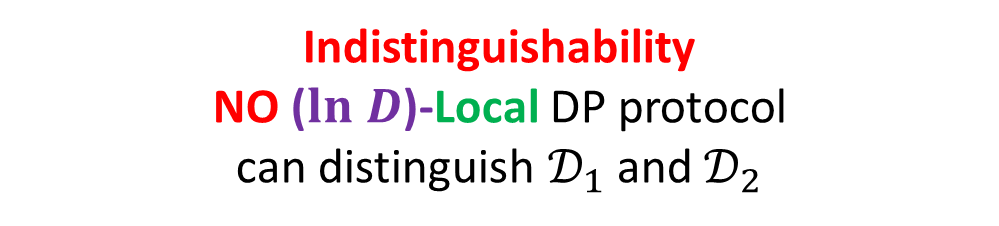 Indistinguishability
NO (ln D)-Local DP protocol
can distinguish 𝒟₁ and 𝒟₂